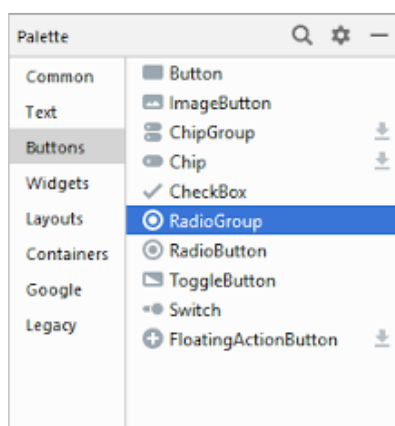 Palette
Common
Text
Buttons
Widgets
Layouts
Containers
Google
Legacy
Button
ImageButton
ChipGroup
Chip
CheckBox
RadioGroup
RadioButton
ToggleButton
Switch
FloatingActionButton